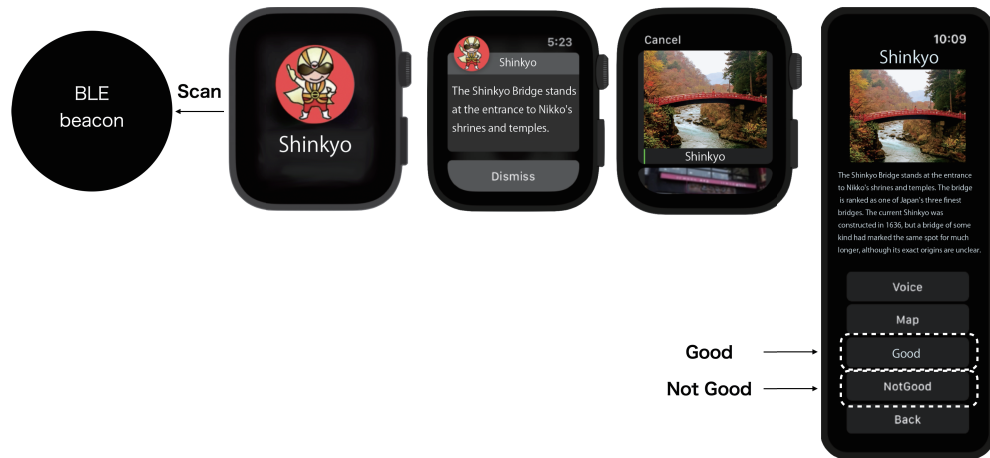 BLE
beacon
Scan
Shinkyo
5:23
Shinkyo
The Shinkyo Bridge stands
at the entrance to Nikko's
shrines and temples.
Dismiss
Cancel
Shinkyo
10:09
Shinkyo
The Shinkyo Bridge stands at the entrance
to Nikko's shrines and temples. The bridge
is ranked as one of Japan's three finest
bridges. The current Shinkyo was
constructed in 1636, but a bridge of some
kind had marked the same spot for much
longer, although its exact origins are unclear.
Voice
Map
Good
Good
Not Good
NotGood
Back